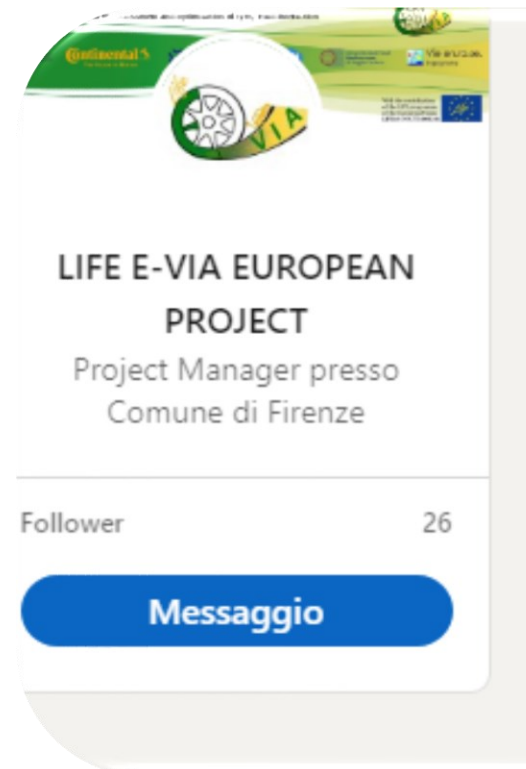 Continental
VIA
LIFE E-VIA EUROPEAN
PROJECT
Project Manager presso
Comune di Firenze
Follower 26
Messaggio